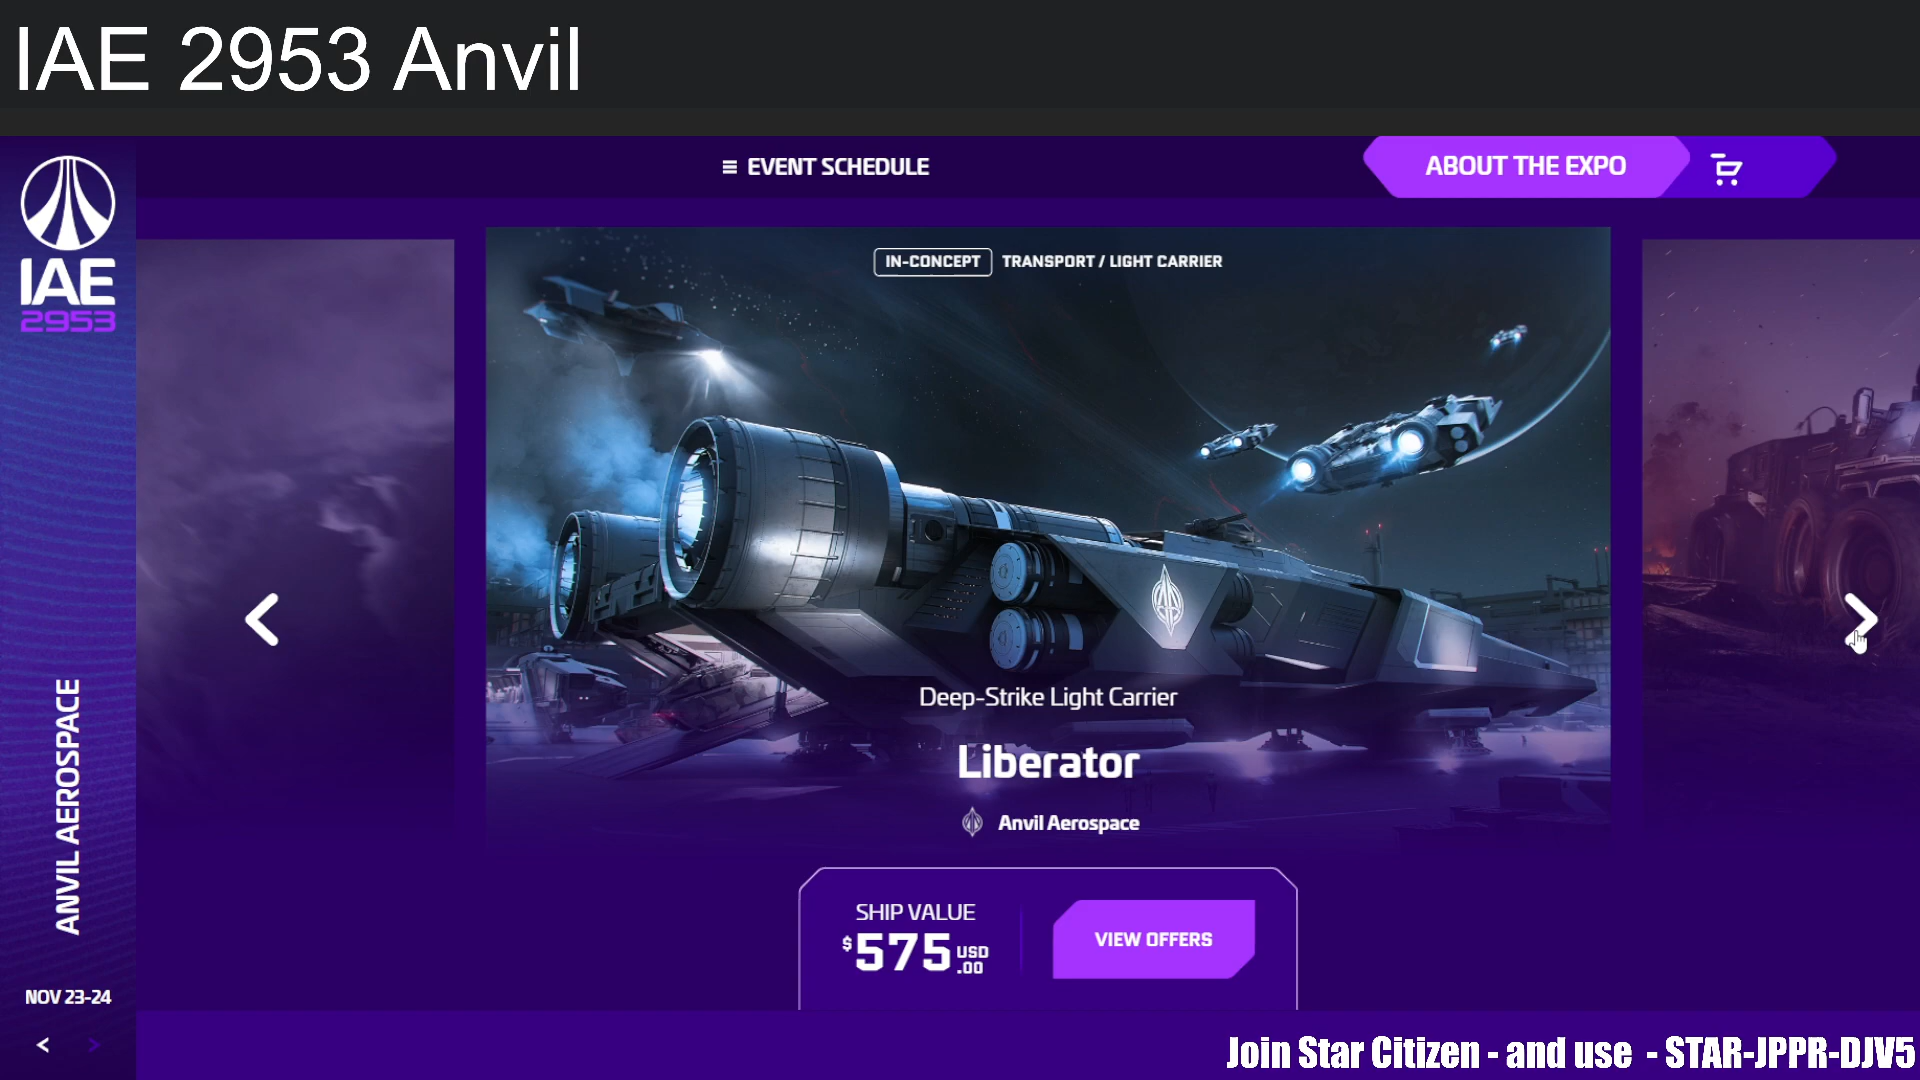 IAE 2953 Anvil
EVENT SCHEDULE
ABOUT THE EXPO
IAE
2953
IN-CONCEPT TRANSPORT / LIGHT CARRIER
Deep-Strike Light Carrier
Liberator
Anvil Aerospace
SHIP VALUE
$575 USD .00
VIEW OFFERS
ANVIL AEROSPACE
NOV 23-24
Join Star Citizen - and use - STAR-JPPR-DJV5